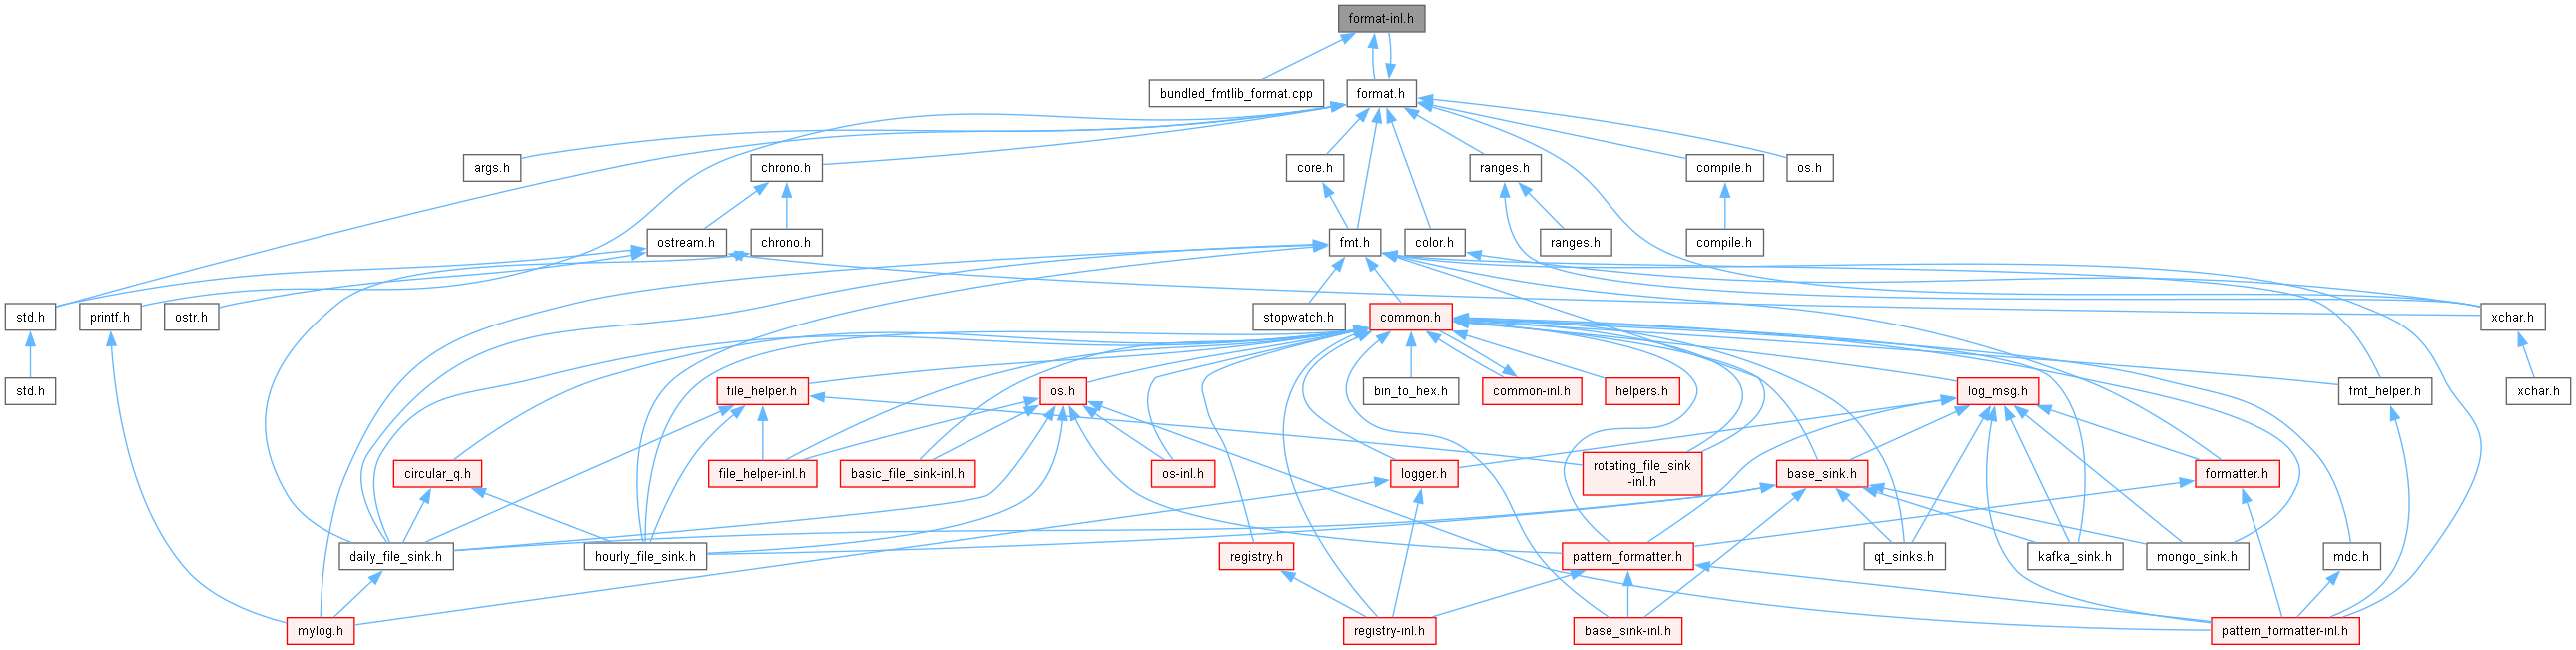 format-inl.h
bundled_fmtlib_format.cpp
format.h
args.h
chrono.h
core.h
ranges.h
compile.h
os.h
ostream.h
chrono.h
fmt.h
color.h
ranges.h
compile.h
std.h
printf.h
ostr.h
stopwatch.h
common.h
xchar.h
std.h
file_helper.h
os.h
bin_to_hex.h
common-inl.h
helpers.h
log_msg.h
fmt_helper.h
xchar.h
circular_q.h
file_helper-inl.h
basic_file_sink-inl.h
os-inl.h
logger.h
rotating_file_sink
-inl.h
base_sink.h
formatter.h
daily_file_sink.h
hourly_file_sink.h
registry.h
pattern_formatter.h
qt_sinks.h
kafka_sink.h
mongo_sink.h
mdc.h
mylog.h
registry-inl.h
base_sink-inl.h
pattern_formatter-inl.h